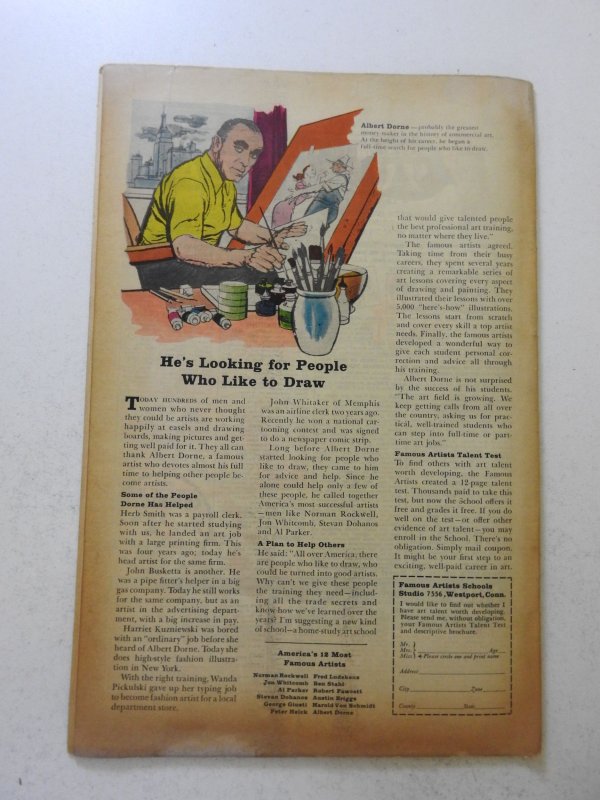 Albert Dorne — probably the greatest
money-maker in the history of commercial art.
At the height of his career, he began a
full-time search for people who like to draw.
He's Looking for People
Who Like to Draw
TODAY HUNDREDS of men and
women who never thought
they could be artists are working
happily at easels and drawing
boards, making pictures and get-
ting well paid for it. They all can
thank Albert Dorne, a famous
artist who devotes almost his full
time to helping other people be-
come artists.
Some of the People
Dorne Has Helped
Herb Smith was a payroll clerk.
Soon after he started studying
with us, he landed an art job
with a large printing firm. This
was four years ago; today he's
head artist for the same firm.
John Busketta is another. He
was a pipe fitter's helper in a big
gas company. Today he still works
for the same company, but as an
artist in the advertising depart-
ment, with a big increase in pay.
Harriet Kuzniewski was bored
with an "ordinary" job before she
heard of Albert Dorne. Today she
does high-style fashion illustra-
tion in New York.
With the right training, Wanda
Pickulski gave up her typing job
to become fashion artist for a local
department store.
John Whitaker of Memphis
was an airline clerk two years ago.
Recently he won a national car-
tooning contest and was signed
to do a newspaper comic strip.
Long before Albert Dorne
started looking for people who
like to draw, they came to him
for advice and help. Since he
alone could help only a few of
these people, he called together
America's most successful artists
—men like Norman Rockwell,
Jon Whitcomb, Stevan Dohanos
and Al Parker.
A Plan to Help Others
He said: "All over America, there
are people who like to draw, who
could be turned into good artists.
Why can't we give these people
the training they need—includ-
ing all the trade secrets and
know-how we've learned over the
years? I'm suggesting a new kind
of school—a home-study art school
America's 12 Most
Famous Artists
Norman Rockwell Fred Ludekens
Jon Whitcomb Ben Stahl
Al Parker Robert Fawcett
Stevan Dohanos Austin Briggs
George Giusti Harold Von Schmidt
Peter Helck Albert Dorne
that would give talented people
the best professional art training,
no matter where they live."
The famous artists agreed.
Taking time from their busy
careers, they spent several years
creating a remarkable series of
art lessons covering every aspect
of drawing and painting. They
illustrated their lessons with over
5,000 "here's-how" illustrations.
The lessons start from scratch
and cover every skill a top artist
needs. Finally, the famous artists
developed a wonderful way to
give each student personal cor-
rection and advice all through
his training.
Albert Dorne is not surprised
by the success of his students.
"The art field is growing. We
keep getting calls from all over
the country, asking us for prac-
tical, well-trained students who
can step into full-time or part-
time art jobs."
Famous Artists Talent Test
To find others with art talent
worth developing, the Famous
Artists created a 12-page talent
test. Thousands paid to take this
test, but now the School offers it
free and grades it free. If you do
well on the test—or offer other
evidence of art talent—you may
enroll in the School. There's no
obligation. Simply mail coupon.
It might be your first step to an
exciting, well-paid career in art.
Famous Artists Schools
Studio 7356, Westport, Conn.
I would like to find out whether I
have art talent worth developing.
Please send me, without obligation,
your Famous Artists Talent Test
and descriptive brochure.
Mr.
Mrs. Age
Miss Please circle one and print name
Address
City Zone
County State